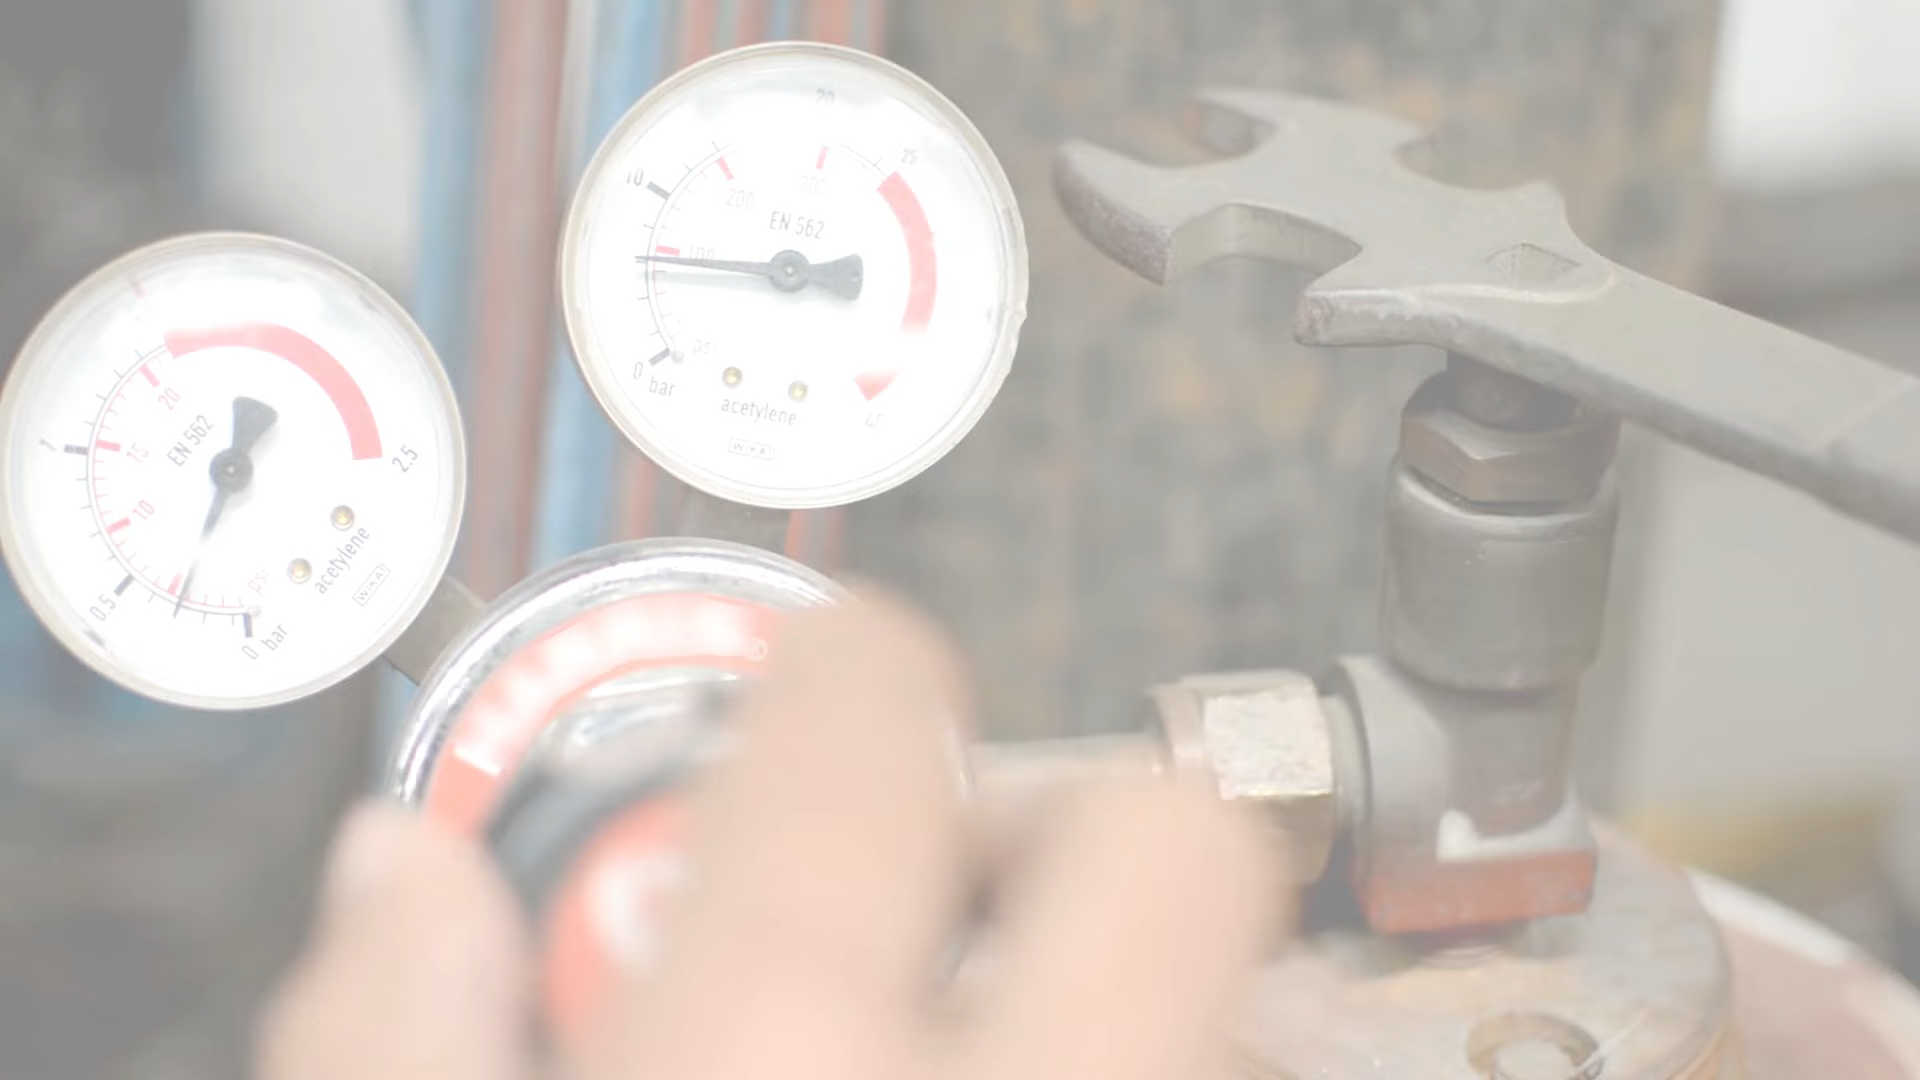 20
25
10
200
300
EN 562
100
psi
0 bar
acetylene
WIKA
40
20
1
15
EN 562
2.5
10
0.5
psi
acetylene
WIKA
0 bar